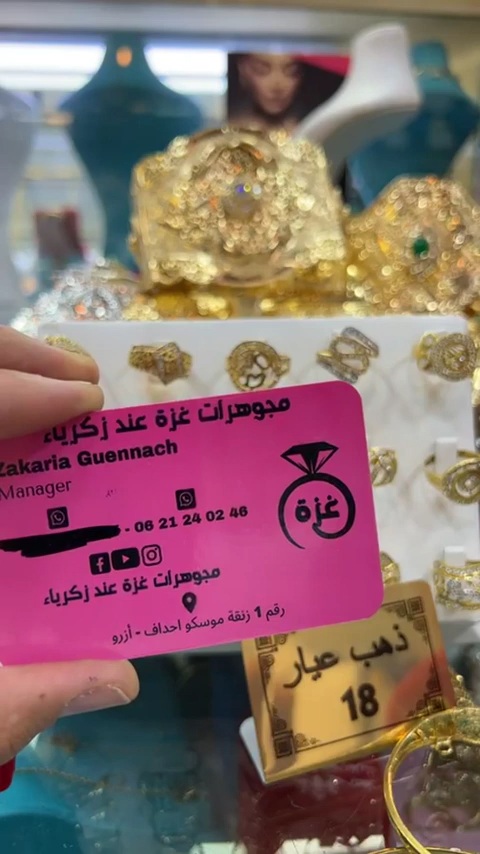 مجوهرات غزة عند زكرياء
Zakaria Guennach
Manager
- 06 21 24 02 46
غزة
مجوهرات غزة عند زكرياء
رقم 1 زنقة موسكو احداف - أزرو
ذهب عيار
18